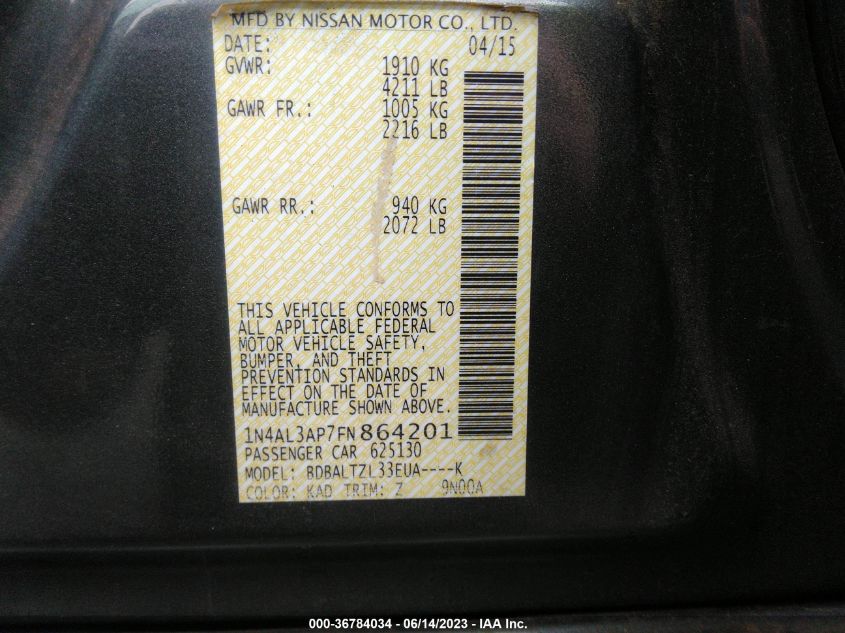 MFD BY NISSAN MOTOR CO., LTD.
DATE: 04/15
GVWR: 1910 KG
4211 LB
GAWR FR.: 1005 KG
2216 LB
GAWR RR.: 940 KG
2072 LB
THIS VEHICLE CONFORMS TO
ALL APPLICABLE FEDERAL
MOTOR VEHICLE SAFETY,
BUMPER, AND THEFT
PREVENTION STANDARDS IN
EFFECT ON THE DATE OF
MANUFACTURE SHOWN ABOVE.
1N4AL3AP7FN864201
PASSENGER CAR 625130
MODEL: BDBALTZL33EUA----K
COLOR: KAD TRIM: Z 9N00A
000-36784034 - 06/14/2023 - IAA Inc.